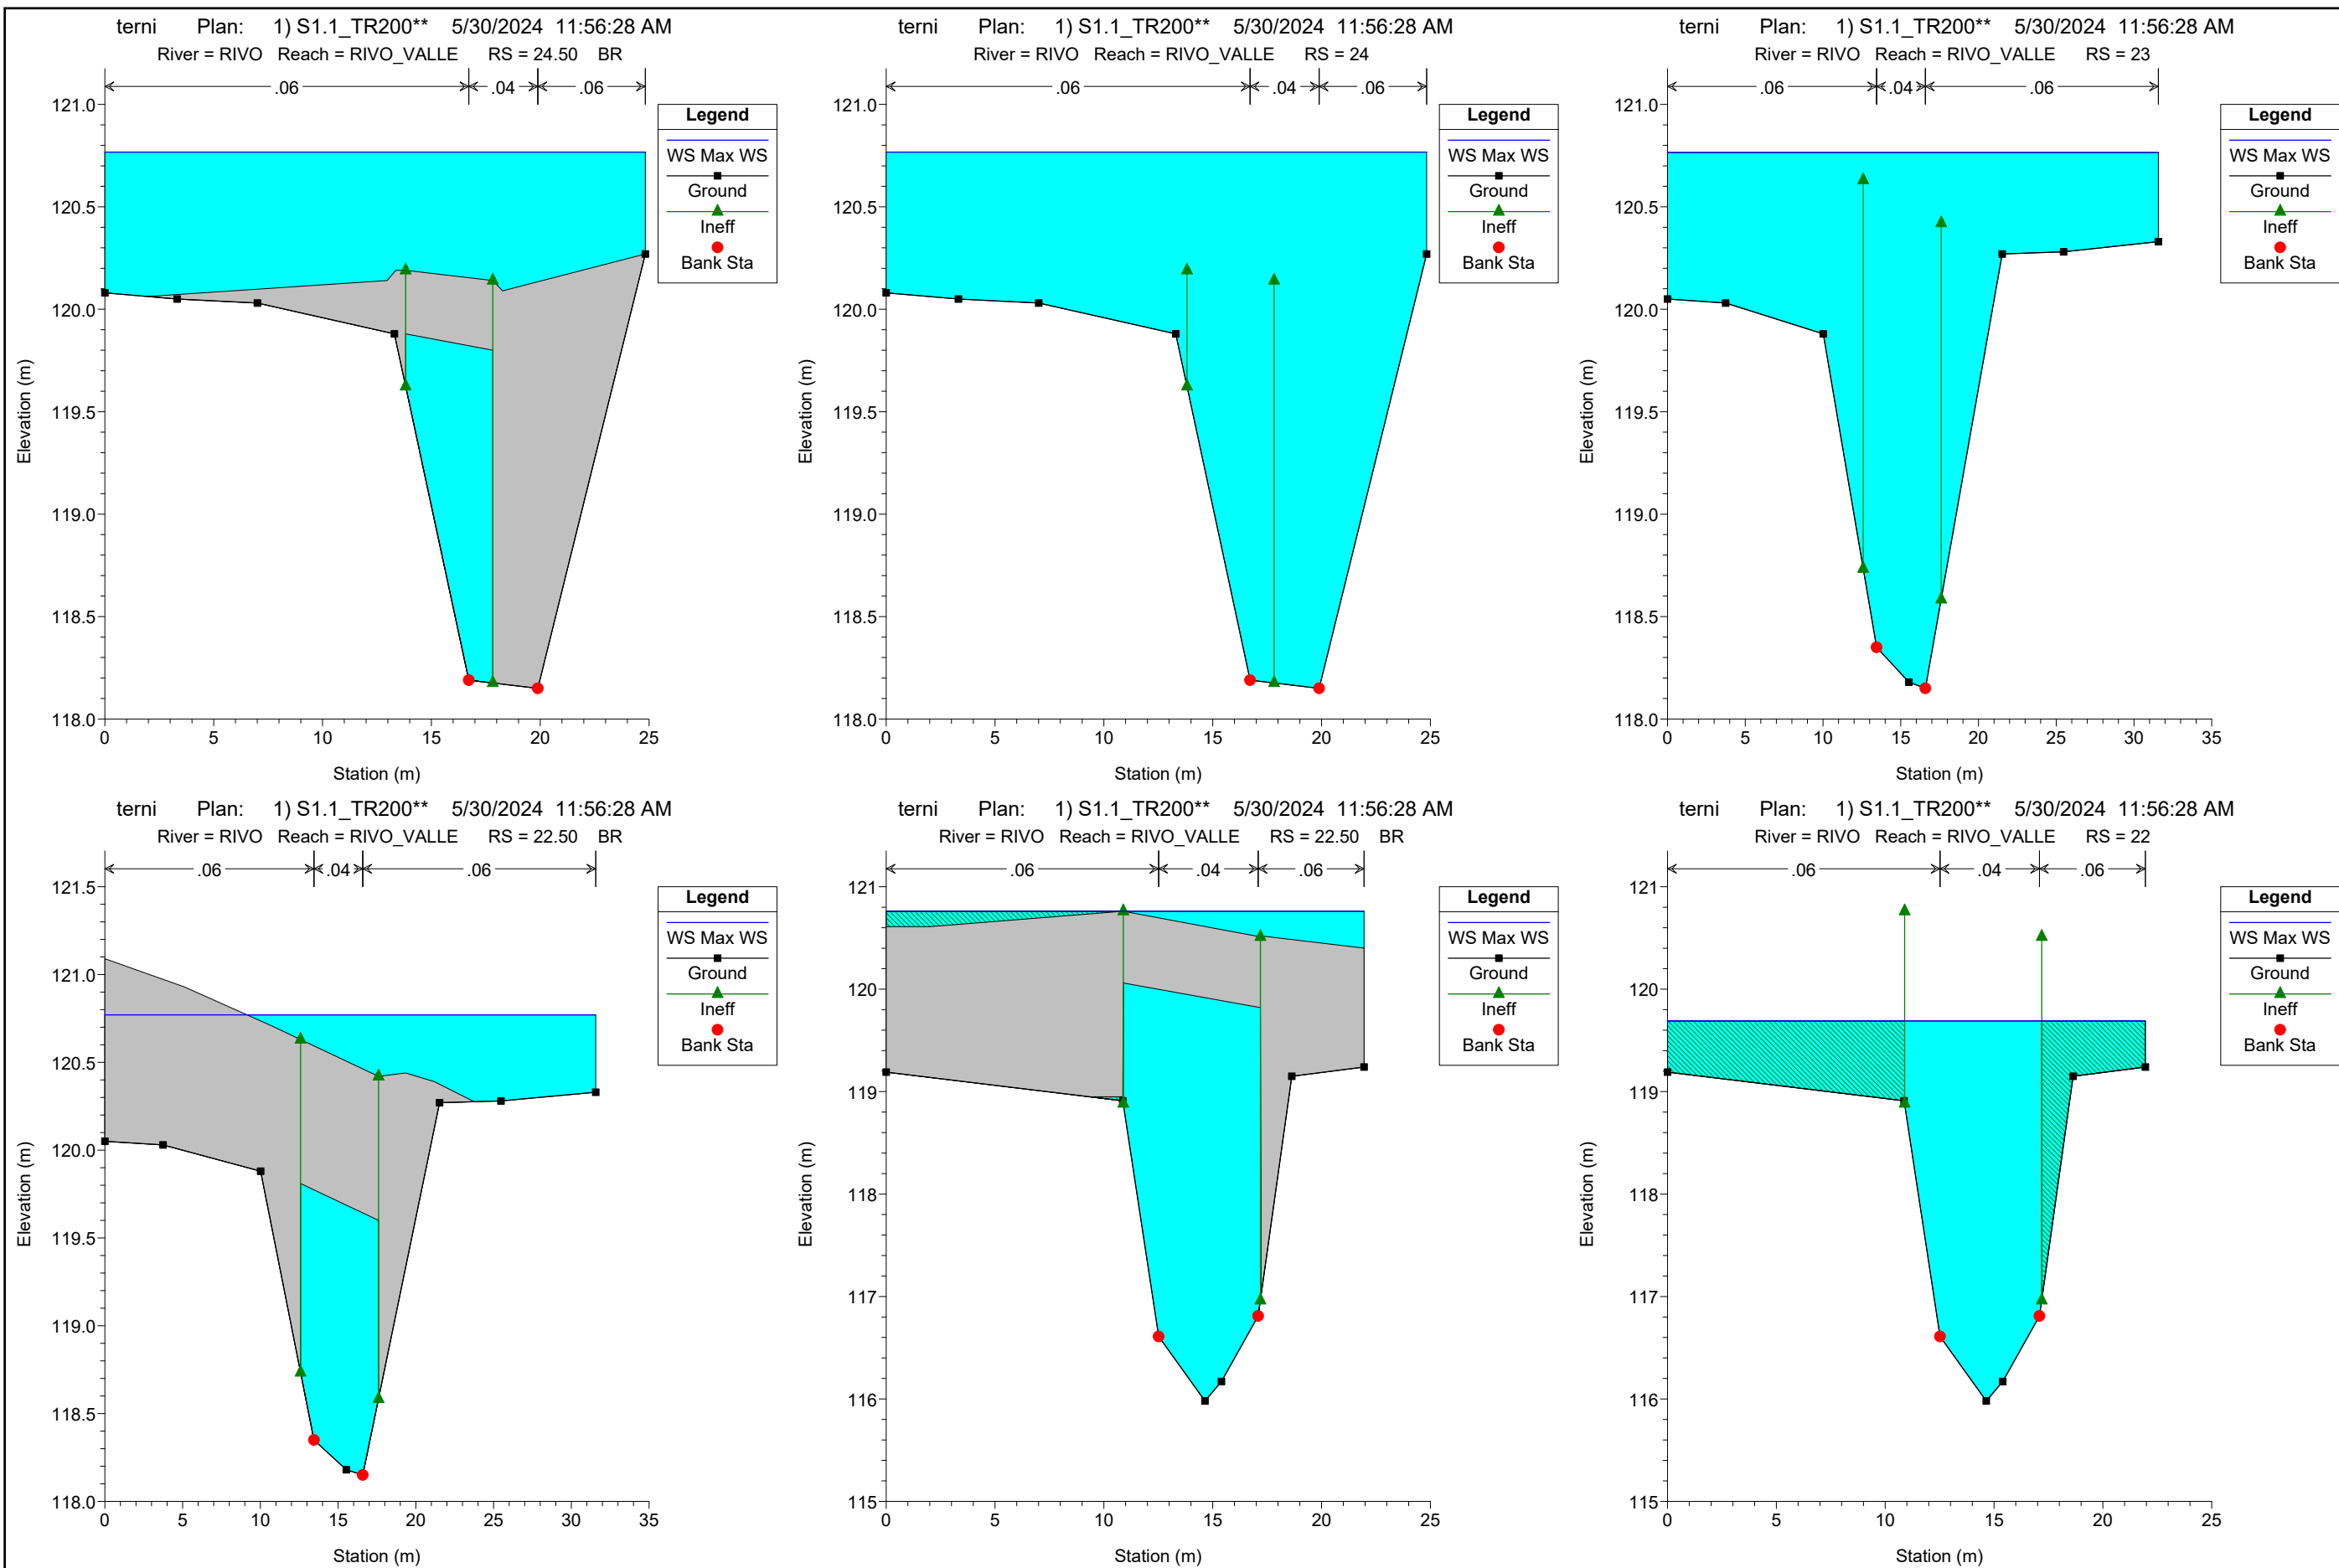 terni Plan: 1) S1.1_TR200** 5/30/2024 11:56:28 AM
River = RIVO Reach = RIVO_VALLE RS = 24.50 BR
.06 .04 .06
Legend
WS Max WS
Ground
Ineff
Bank Sta
121.0
120.5
120.0
119.5
119.0
118.5
118.0
Elevation (m)
0 5 10 15 20 25
Station (m)
terni Plan: 1) S1.1_TR200** 5/30/2024 11:56:28 AM
River = RIVO Reach = RIVO_VALLE RS = 24
.06 .04 .06
Legend
WS Max WS
Ground
Ineff
Bank Sta
121.0
120.5
120.0
119.5
119.0
118.5
118.0
Elevation (m)
0 5 10 15 20 25
Station (m)
terni Plan: 1) S1.1_TR200** 5/30/2024 11:56:28 AM
River = RIVO Reach = RIVO_VALLE RS = 23
.06 .04 .06
Legend
WS Max WS
Ground
Ineff
Bank Sta
121.0
120.5
120.0
119.5
119.0
118.5
118.0
Elevation (m)
0 5 10 15 20 25 30 35
Station (m)
terni Plan: 1) S1.1_TR200** 5/30/2024 11:56:28 AM
River = RIVO Reach = RIVO_VALLE RS = 22.50 BR
.06 .04 .06
Legend
WS Max WS
Ground
Ineff
Bank Sta
121.5
121.0
120.5
120.0
119.5
119.0
118.5
118.0
Elevation (m)
0 5 10 15 20 25 30 35
Station (m)
terni Plan: 1) S1.1_TR200** 5/30/2024 11:56:28 AM
River = RIVO Reach = RIVO_VALLE RS = 22.50 BR
.06 .04 .06
Legend
WS Max WS
Ground
Ineff
Bank Sta
121
120
119
118
117
116
115
Elevation (m)
0 5 10 15 20 25
Station (m)
terni Plan: 1) S1.1_TR200** 5/30/2024 11:56:28 AM
River = RIVO Reach = RIVO_VALLE RS = 22
.06 .04 .06
Legend
WS Max WS
Ground
Ineff
Bank Sta
121
120
119
118
117
116
115
Elevation (m)
0 5 10 15 20 25
Station (m)